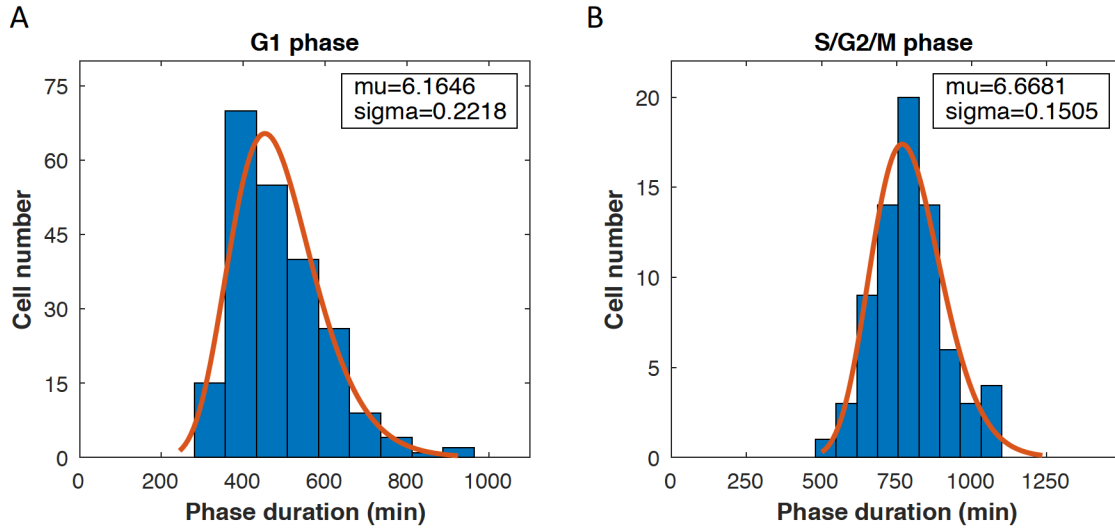 A
G1 phase
mu=6.1646
sigma=0.2218
75
60
45
30
15
0
Cell number
0 200 400 600 800 1000
Phase duration (min)
B
S/G2/M phase
mu=6.6681
sigma=0.1505
20
15
10
5
0
Cell number
0 250 500 750 1000 1250
Phase duration (min)